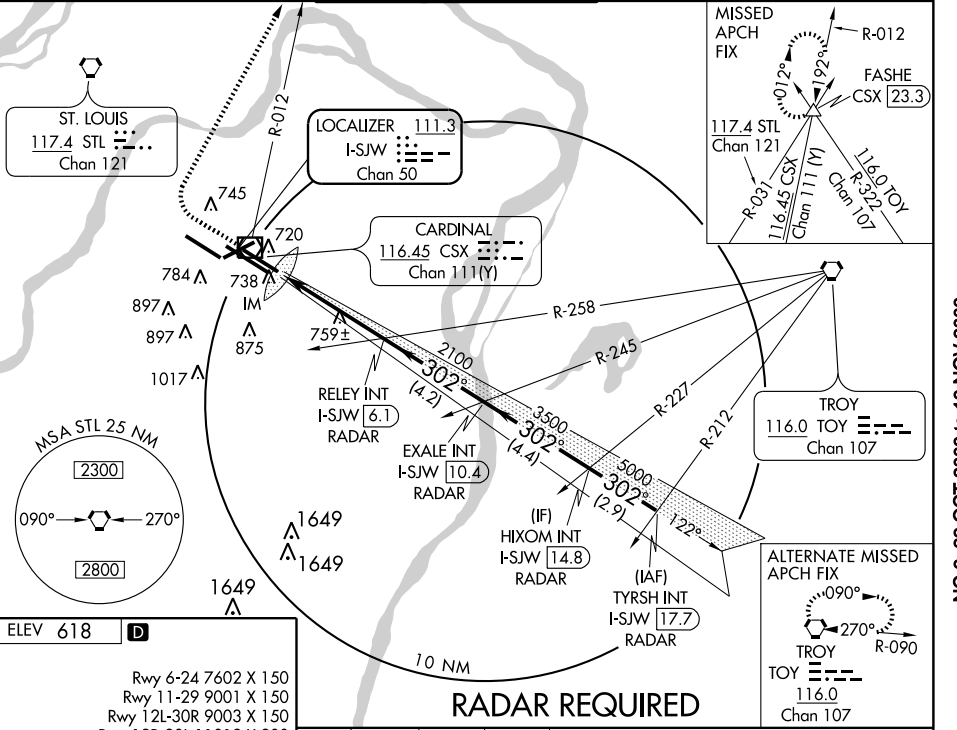 MISSED
APCH
FIX
R-012
FASHE
CSX 23.3
012°
192°
117.4 STL
Chan 121
R-031
116.45 CSX
Chan 111 (Y)
116.0 TOY
R-322
Chan 107
ST. LOUIS
117.4 STL
Chan 121
R-012
LOCALIZER 111.3
I-SJW
Chan 50
745
720
CARDINAL
116.45 CSX
Chan 111(Y)
784
738
IM
897
897
875
759±
1017
R-258
R-245
R-227
R-212
2100
302°
(4.2)
3500
302°
(4.4)
5000
302°
(2.9)
122°
RELEY INT
I-SJW 6.1
RADAR
EXALE INT
I-SJW 10.4
RADAR
(IF)
HIXOM INT
I-SJW 14.8
RADAR
(IAF)
TYRSH INT
I-SJW 17.7
RADAR
TROY
116.0 TOY
Chan 107
MSA STL 25 NM
2300
090°
270°
2800
1649
1649
1649
10 NM
RADAR REQUIRED
ALTERNATE MISSED
APCH FIX
090°
270°
R-090
TROY
TOY
116.0
Chan 107
ELEV 618 D
Rwy 6-24 7602 X 150
Rwy 11-29 9001 X 150
Rwy 12L-30R 9003 X 150